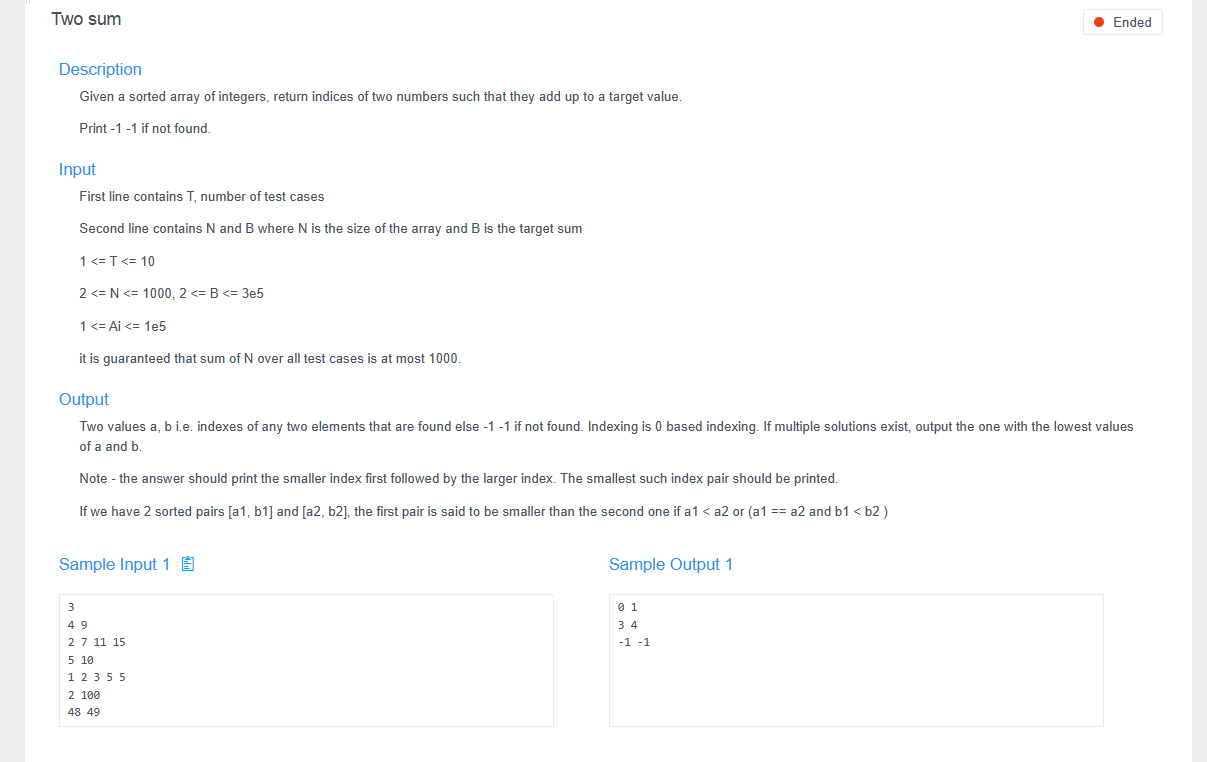 Two sum
Ended
Description
Given a sorted array of integers, return indices of two numbers such that they add up to a target value.
Print -1 -1 if not found.
Input
First line contains T, number of test cases
Second line contains N and B where N is the size of the array and B is the target sum
1 <= T <= 10
2 <= N <= 1000, 2 <= B <= 3e5
1 <= Ai <= 1e5
it is guaranteed that sum of N over all test cases is at most 1000.
Output
Two values a, b i.e. indexes of any two elements that are found else -1 -1 if not found. Indexing is 0 based indexing. If multiple solutions exist, output the one with the lowest values
of a and b.
Note - the answer should print the smaller index first followed by the larger index. The smallest such index pair should be printed.
If we have 2 sorted pairs [a1, b1] and [a2, b2], the first pair is said to be smaller than the second one if a1 < a2 or (a1 == a2 and b1 < b2 )
Sample Input 1
3
4 9
2 7 11 15
5 10
1 2 3 5 5
2 100
48 49
Sample Output 1
0 1
3 4
-1 -1